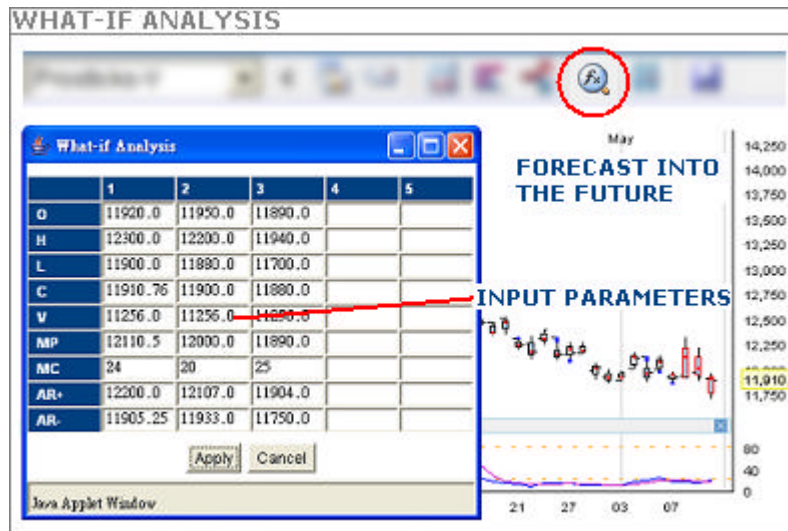 WHAT-IF ANALYSIS
What-if Analysis
1 2 3 4 5
O 11920.0 11950.0 11890.0
H 12300.0 12200.0 11940.0
L 11900.0 11880.0 11700.0
C 11910.76 11900.0 11880.0
V 11256.0 11256.0
MP 12110.5 12000.0 11890.0
MC 24 20 25
AR+ 12200.0 12107.0 11904.0
AR- 11905.25 11933.0 11750.0
Apply Cancel
Java Applet Window
May
FORECAST INTO
THE FUTURE
INPUT PARAMETERS
14,250
14,000
13,750
13,500
13,250
13,000
12,750
12,500
12,250
11,910
11,750
80
40
0
21 27 03 07